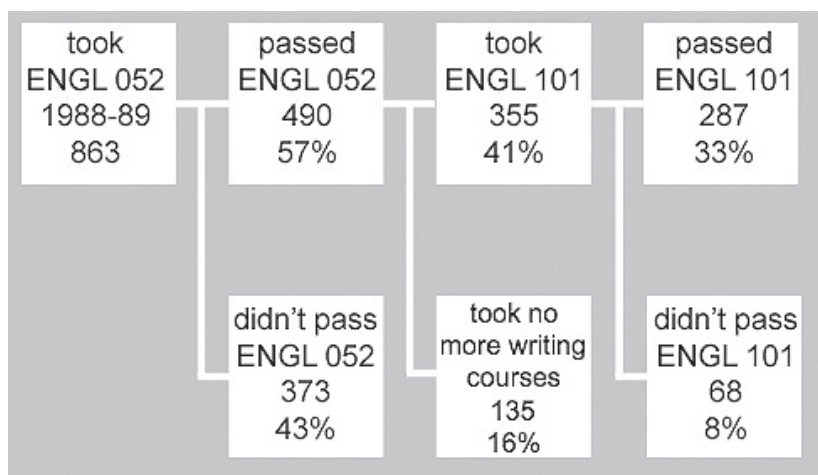 took
ENGL 052
1988-89
863
passed
ENGL 052
490
57%
took
ENGL 101
355
41%
passed
ENGL 101
287
33%
didn't pass
ENGL 052
373
43%
took no
more writing
courses
135
16%
didn't pass
ENGL 101
68
8%